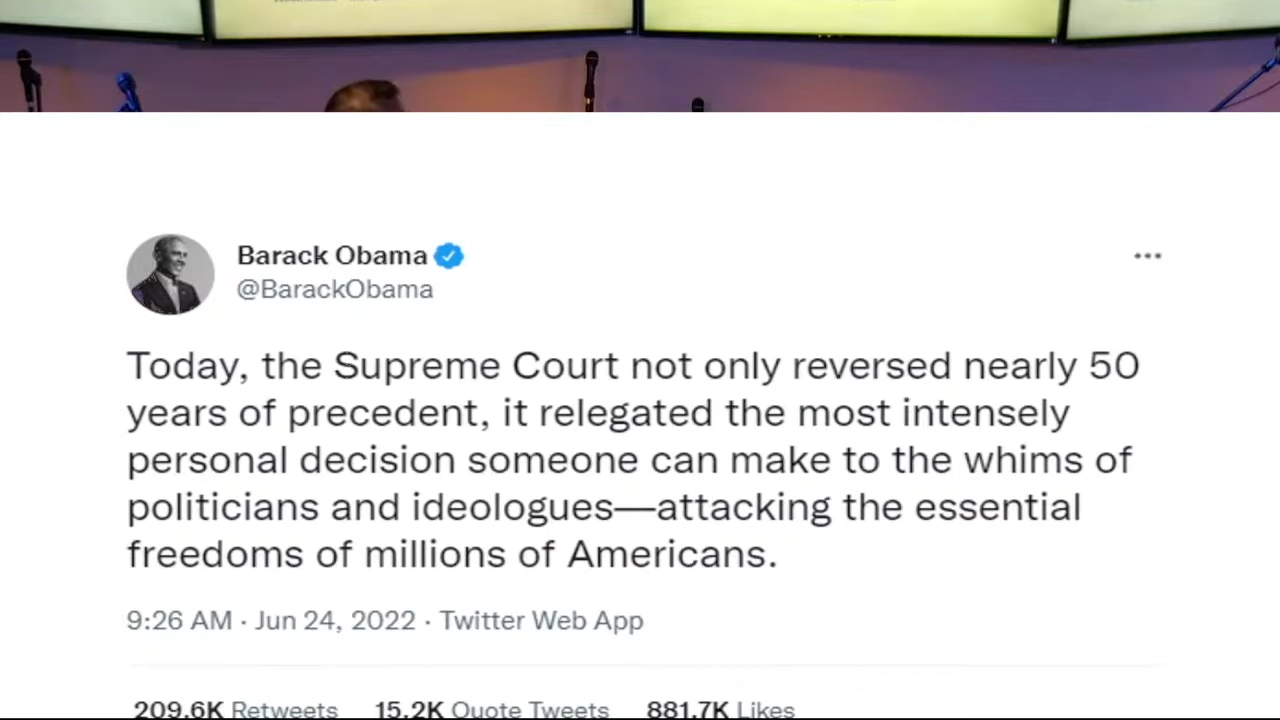 Barack Obama
@BarackObama
Today, the Supreme Court not only reversed nearly 50
years of precedent, it relegated the most intensely
personal decision someone can make to the whims of
politicians and ideologues—attacking the essential
freedoms of millions of Americans.
9:26 AM · Jun 24, 2022 · Twitter Web App
209.6K Retweets 15.2K Quote Tweets 881.7K Likes